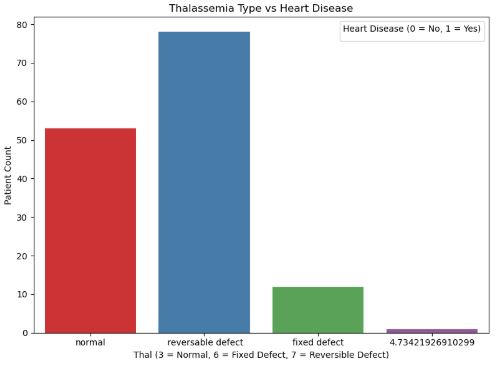 Thalassemia Type vs Heart Disease
Heart Disease (0 = No, 1 = Yes)
80
70
60
50
40
30
20
10
0
Patient Count
normal
reversable defect
fixed defect
4.73421926910299
Thal (3 = Normal, 6 = Fixed Defect, 7 = Reversible Defect)